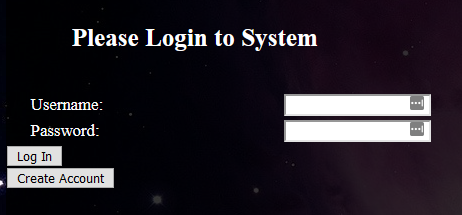 Please Login to System
Username:
Password:
Log In
Create Account